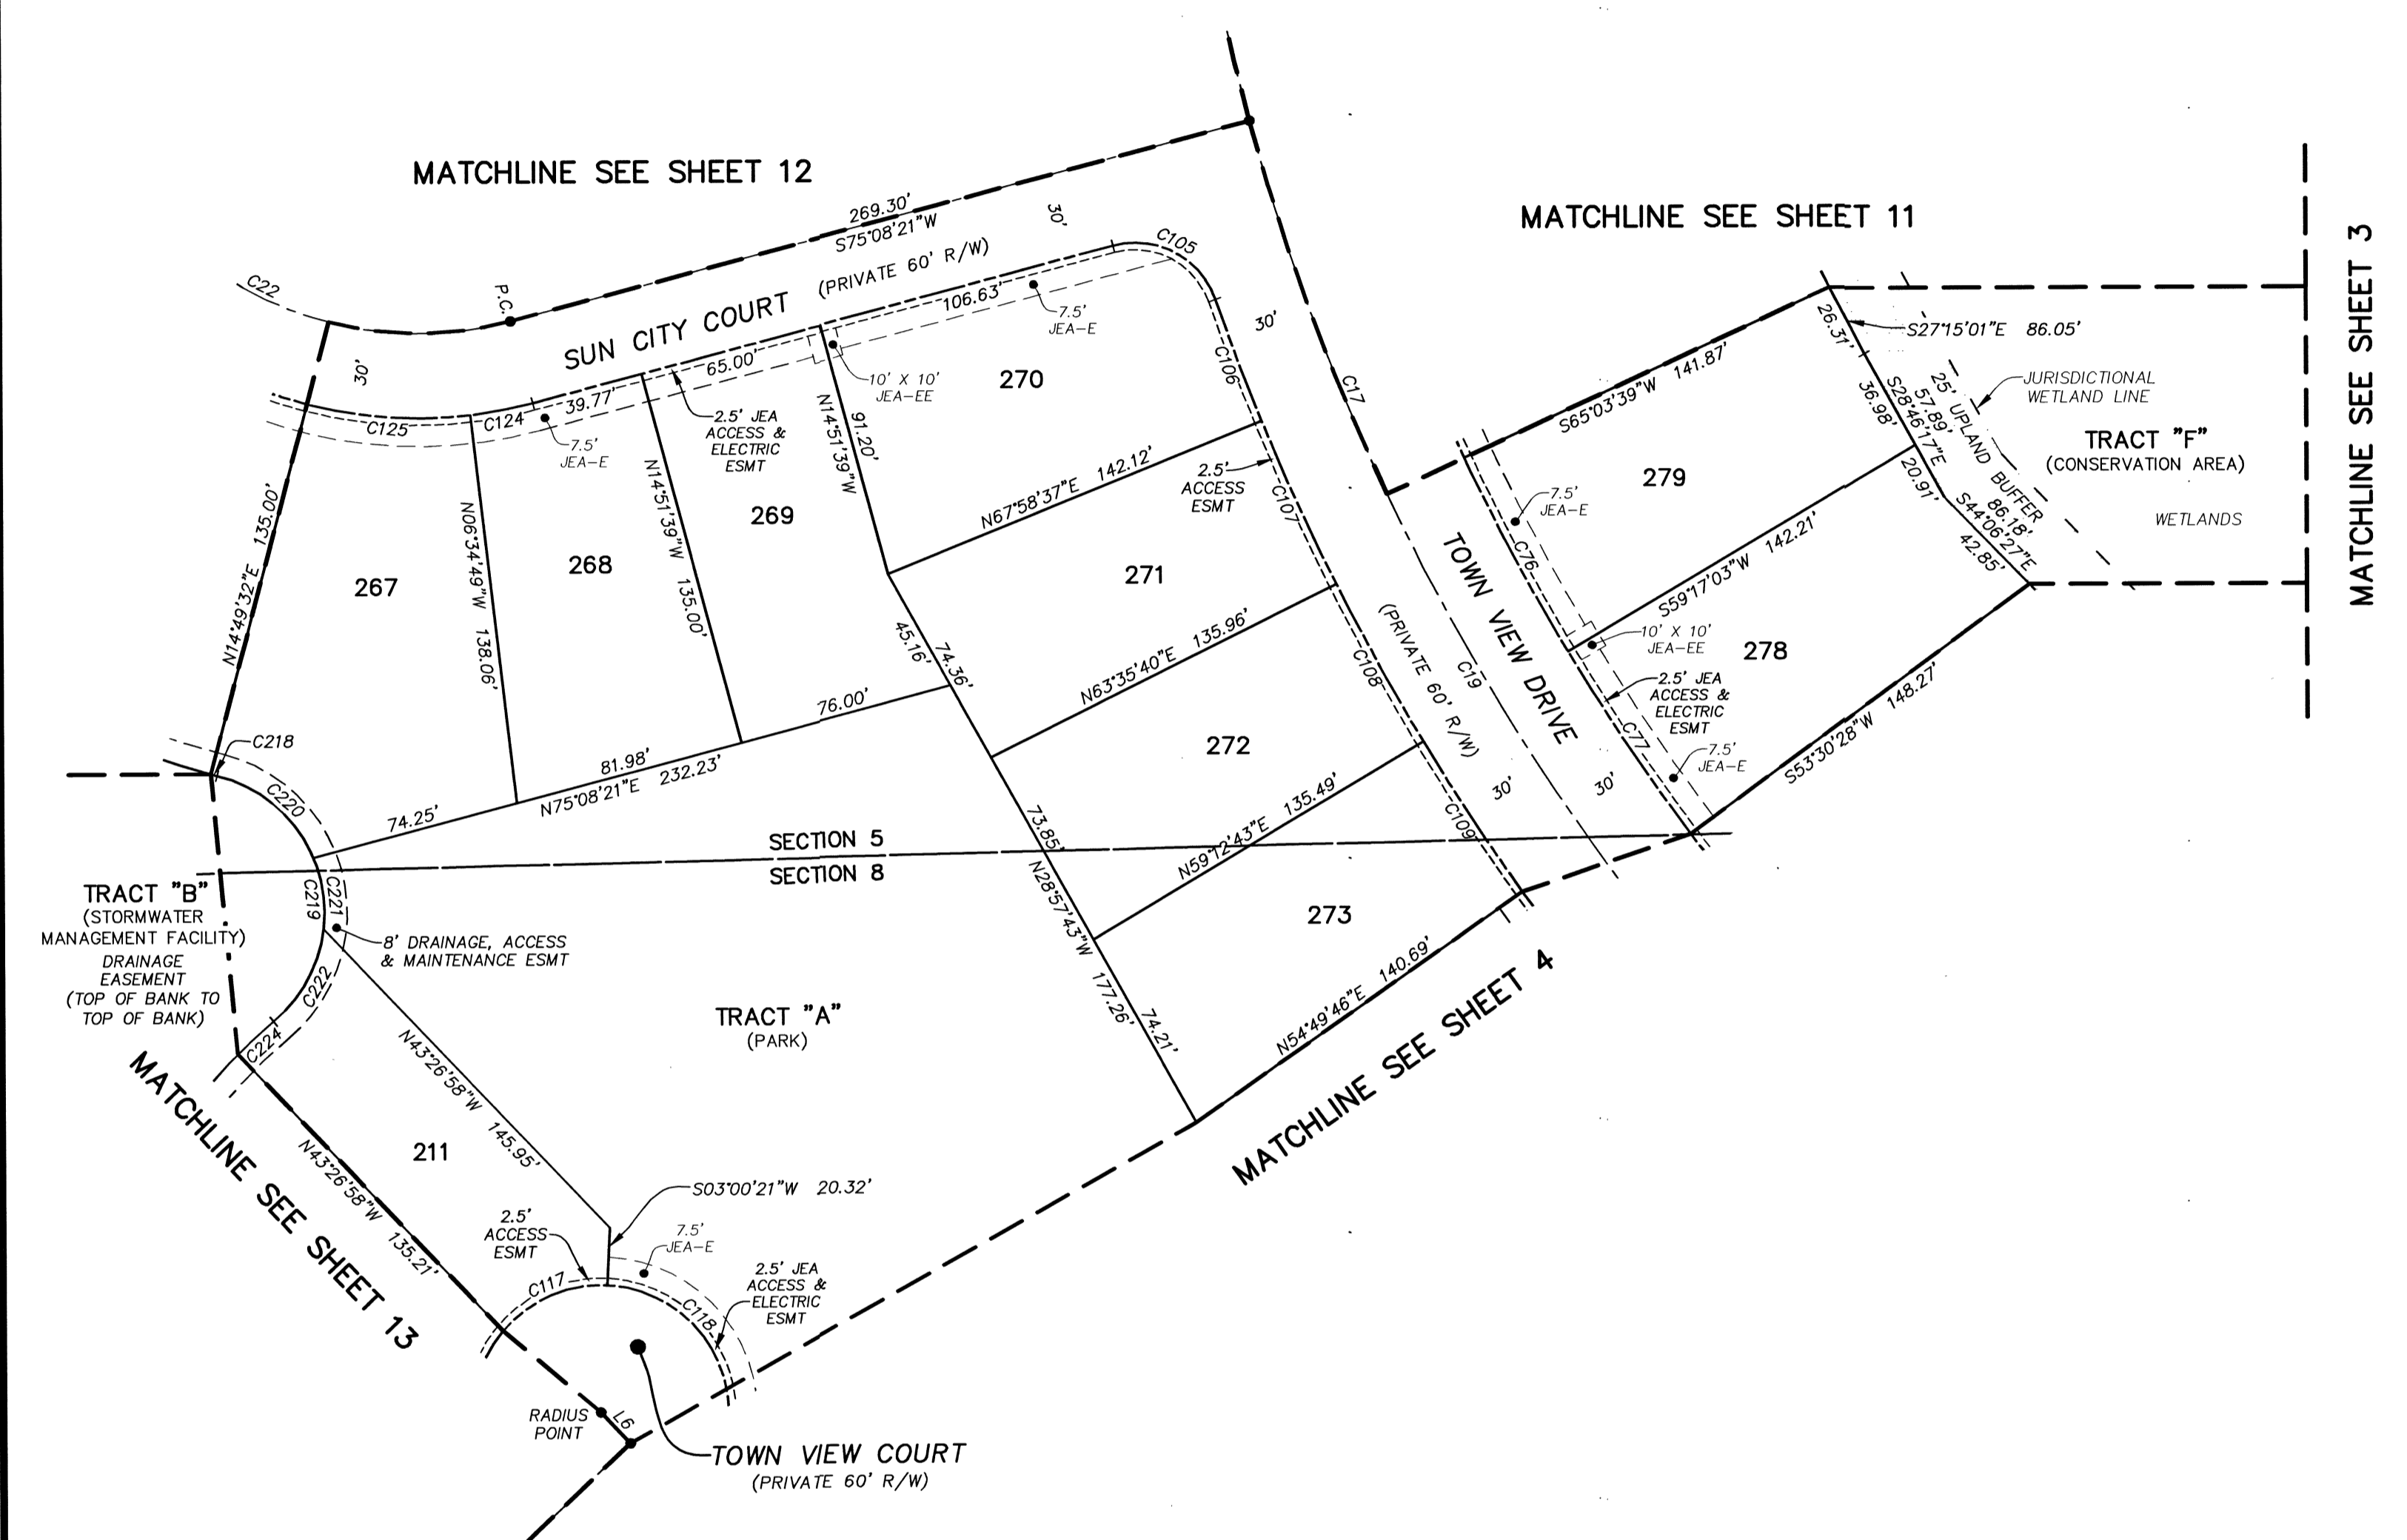 MATCHLINE SEE SHEET 12
269.30'
S75°08'21"W
30'
C105
SUN CITY COURT (PRIVATE 60' R/W)
C22
P.C.
30'
MATCHLINE SEE SHEET 11
MATCHLINE SEE SHEET 3
C17
30'
C125
C124
39.77'
65.00'
106.63'
7.5'
JEA-E
7.5'
JEA-E
10' X 10'
JEA-EE
2.5' JEA
ACCESS &
ELECTRIC
ESMT
270
C106
N14°49'32"E 135.00'
267
N06°34'49"W 138.06'
268
N14°51'39"W 135.00'
269
N14°51'39"W
91.20'
N67°58'37"E 142.12'
2.5'
ACCESS
ESMT
C107
271
45.16'
74.36'
N63°35'40"E 135.96'
C108
272
76.00'
81.98'
N75°08'21"E 232.23'
74.25'
73.85'
N59°12'43"E 135.49'
C109
N28°57'43"W 177.26'
273
74.21'
N54°49'46"E 140.69'
(PRIVATE 60' R/W)
C19
TOWN VIEW DRIVE
30'
30'
S65°03'39"W 141.87'
26.31'
S27°15'01"E 86.05'
279
7.5'
JEA-E
C76
36.98'
S28°46'17"E
57.89'
25' UPLAND BUFFER
JURISDICTIONAL
WETLAND LINE
TRACT "F"
(CONSERVATION AREA)
WETLANDS
20.91'
S44°06'27"E
86.18'
42.85'
S59°17'03"W 142.21'
10' X 10'
JEA-EE
278
2.5' JEA
ACCESS &
ELECTRIC
ESMT
C77
7.5'
JEA-E
S53°30'28"W 148.27'
C218
C220
SECTION 5
SECTION 8
TRACT "B"
(STORMWATER
MANAGEMENT FACILITY)
DRAINAGE
EASEMENT
(TOP OF BANK TO
TOP OF BANK)
C219
C221
8' DRAINAGE, ACCESS
& MAINTENANCE ESMT
C222
C224
TRACT "A"
(PARK)
MATCHLINE SEE SHEET 4
MATCHLINE SEE SHEET 13
N43°26'58"W 145.95'
211
N43°26'58"W 135.21'
S03°00'21"W 20.32'
2.5'
ACCESS
ESMT
7.5'
JEA-E
2.5' JEA
ACCESS &
ELECTRIC
ESMT
C117
C118
RADIUS
POINT
L6
TOWN VIEW COURT
(PRIVATE 60' R/W)